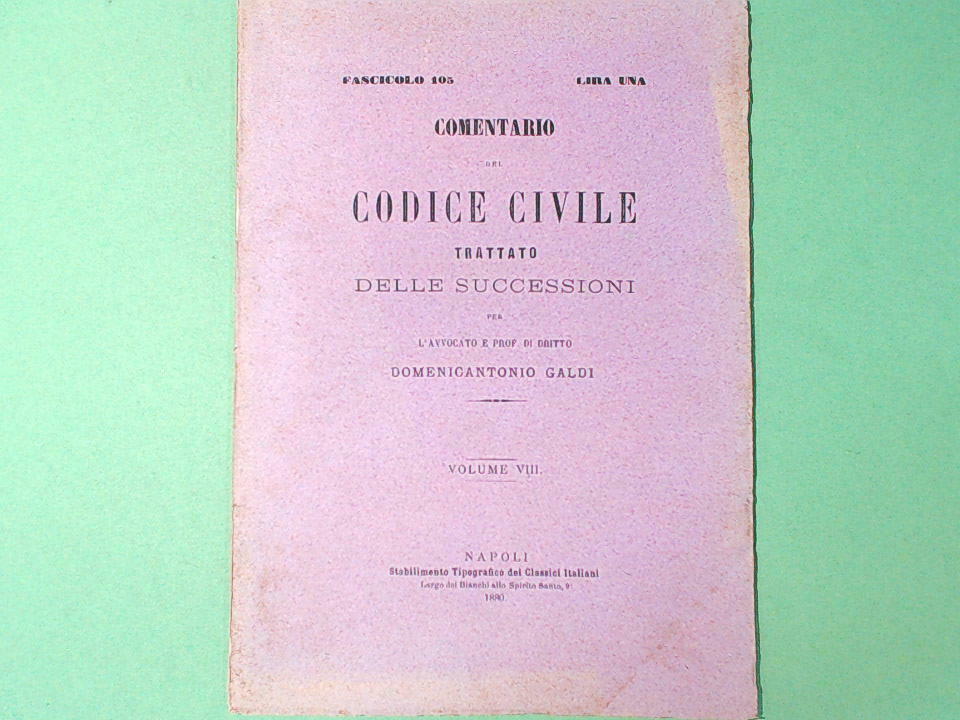 FASCICOLO 105 LIRA UNA
COMENTARIO
DEL
CODICE CIVILE
TRATTATO
DELLE SUCCESSIONI
PER
L'AVVOCATO E PROF. DI DRITTO
DOMENICANTONIO GALDI
VOLUME VIII.
NAPOLI
Stabilimento Tipografico dei Classici Italiani
Largo dei Bianchi allo Spirito Santo, 9
1880